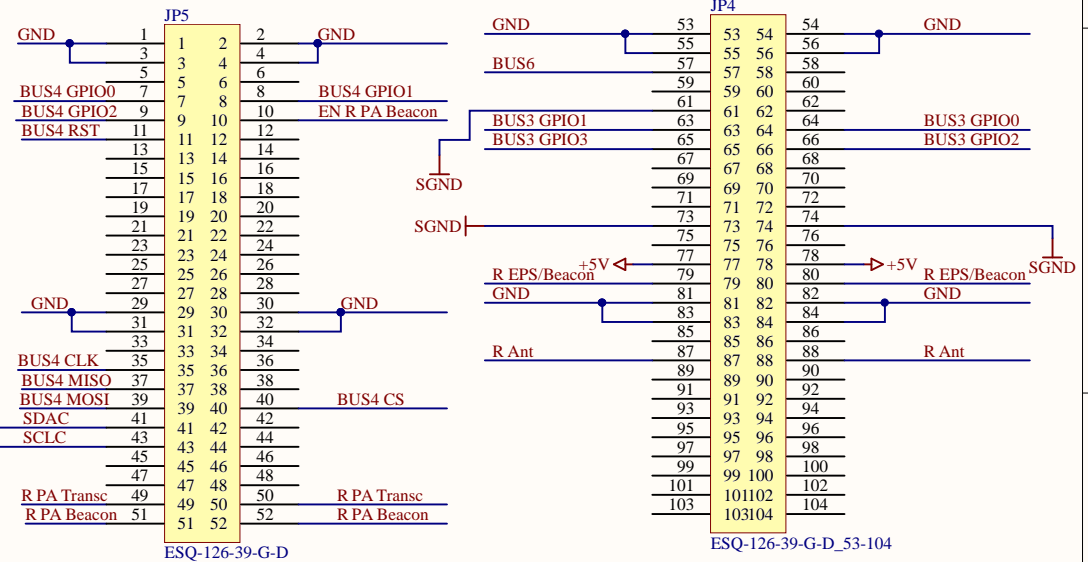 JP5
GND 1 1 2 2 GND
3 3 4 4
5 5 6 6
BUS4 GPIO0 7 7 8 8 BUS4 GPIO1
BUS4 GPIO2 9 9 10 10 EN R PA Beacon
BUS4 RST 11 11 12 12
13 13 14 14
15 15 16 16
17 17 18 18
19 19 20 20
21 21 22 22
23 23 24 24
25 25 26 26
27 27 28 28
GND 29 29 30 30 GND
31 31 32 32
33 33 34 34
BUS4 CLK 35 35 36 36
BUS4 MISO 37 37 38 38
BUS4 MOSI 39 39 40 40 BUS4 CS
SDAC 41 41 42 42
SCLC 43 43 44 44
45 45 46 46
47 47 48 48
R PA Transc 49 49 50 50 R PA Transc
R PA Beacon 51 51 52 52 R PA Beacon
ESQ-126-39-G-D
JP4
GND 53 53 54 54 GND
55 55 56 56
BUS6 57 57 58 58
59 59 60 60
61 61 62 62
BUS3 GPIO1 63 63 64 64 BUS3 GPIO0
BUS3 GPIO3 65 65 66 66 BUS3 GPIO2
67 67 68 68
SGND 69 69 70 70
71 71 72 72
SGND 73 73 74 74
75 75 76 76
+5V 77 77 78 78 +5V
R EPS/Beacon 79 79 80 80 R EPS/Beacon SGND
GND 81 81 82 82 GND
83 83 84 84
85 85 86 86
R Ant 87 87 88 88 R Ant
89 89 90 90
91 91 92 92
93 93 94 94
95 95 96 96
97 97 98 98
99 99 100 100
101 101 102 102
103 103 104 104
ESQ-126-39-G-D_53-104